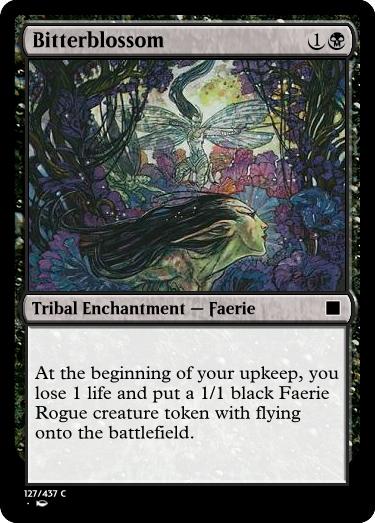 Bitterblossom 1
Tribal Enchantment — Faerie
At the beginning of your upkeep, you
lose 1 life and put a 1/1 black Faerie
Rogue creature token with flying
onto the battlefield.
127/437 C